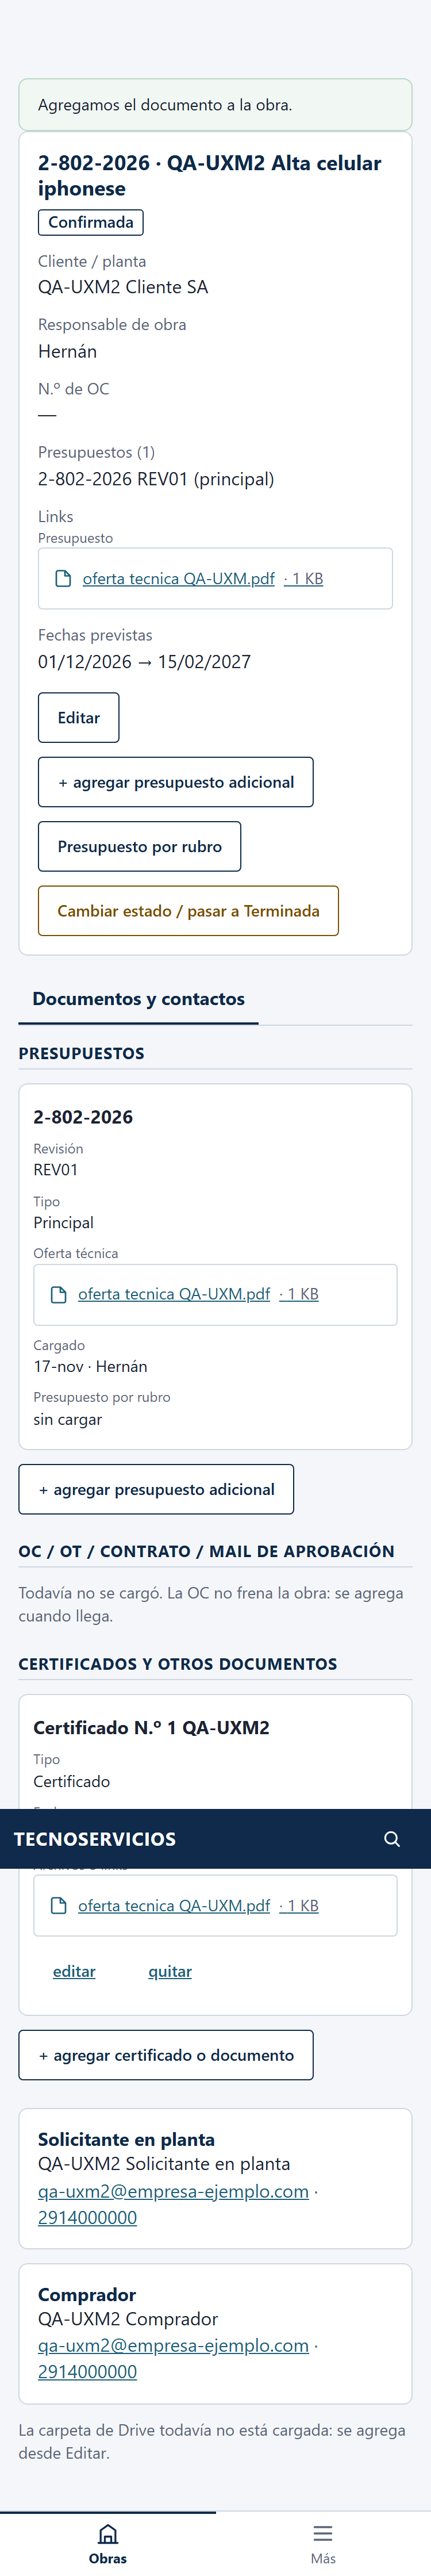 Agregamos el documento a la obra.
2-802-2026 · QA-UXM2 Alta celular
iphonese
Confirmada
Cliente / planta
QA-UXM2 Cliente SA
Responsable de obra
Hernán
N.º de OC
—
Presupuestos (1)
2-802-2026 REV01 (principal)
Links
Presupuesto
oferta tecnica QA-UXM.pdf · 1 KB
Fechas previstas
01/12/2026 → 15/02/2027
Editar
+ agregar presupuesto adicional
Presupuesto por rubro
Cambiar estado / pasar a Terminada
Documentos y contactos
PRESUPUESTOS
2-802-2026
Revisión
REV01
Tipo
Principal
Oferta técnica
oferta tecnica QA-UXM.pdf · 1 KB
Cargado
17-nov · Hernán
Presupuesto por rubro
sin cargar
+ agregar presupuesto adicional
OC / OT / CONTRATO / MAIL DE APROBACIÓN
Todavía no se cargó. La OC no frena la obra: se agrega
cuando llega.
CERTIFICADOS Y OTROS DOCUMENTOS
Certificado N.º 1 QA-UXM2
Tipo
Certificado
TECNOSERVICIOS
oferta tecnica QA-UXM.pdf · 1 KB
editar quitar
+ agregar certificado o documento
Solicitante en planta
QA-UXM2 Solicitante en planta
qa-uxm2@empresa-ejemplo.com ·
2914000000
Comprador
QA-UXM2 Comprador
qa-uxm2@empresa-ejemplo.com ·
2914000000
La carpeta de Drive todavía no está cargada: se agrega
desde Editar.
Obras Más